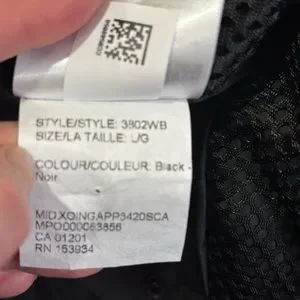 STYLE/STYLE: 3802WB
SIZE/LA TAILLE: L/G
COLOUR/COULEUR: Black -
Noir
MID.XOINGAPP3420SCA
MPO000063856
CA 01201
RN 153934